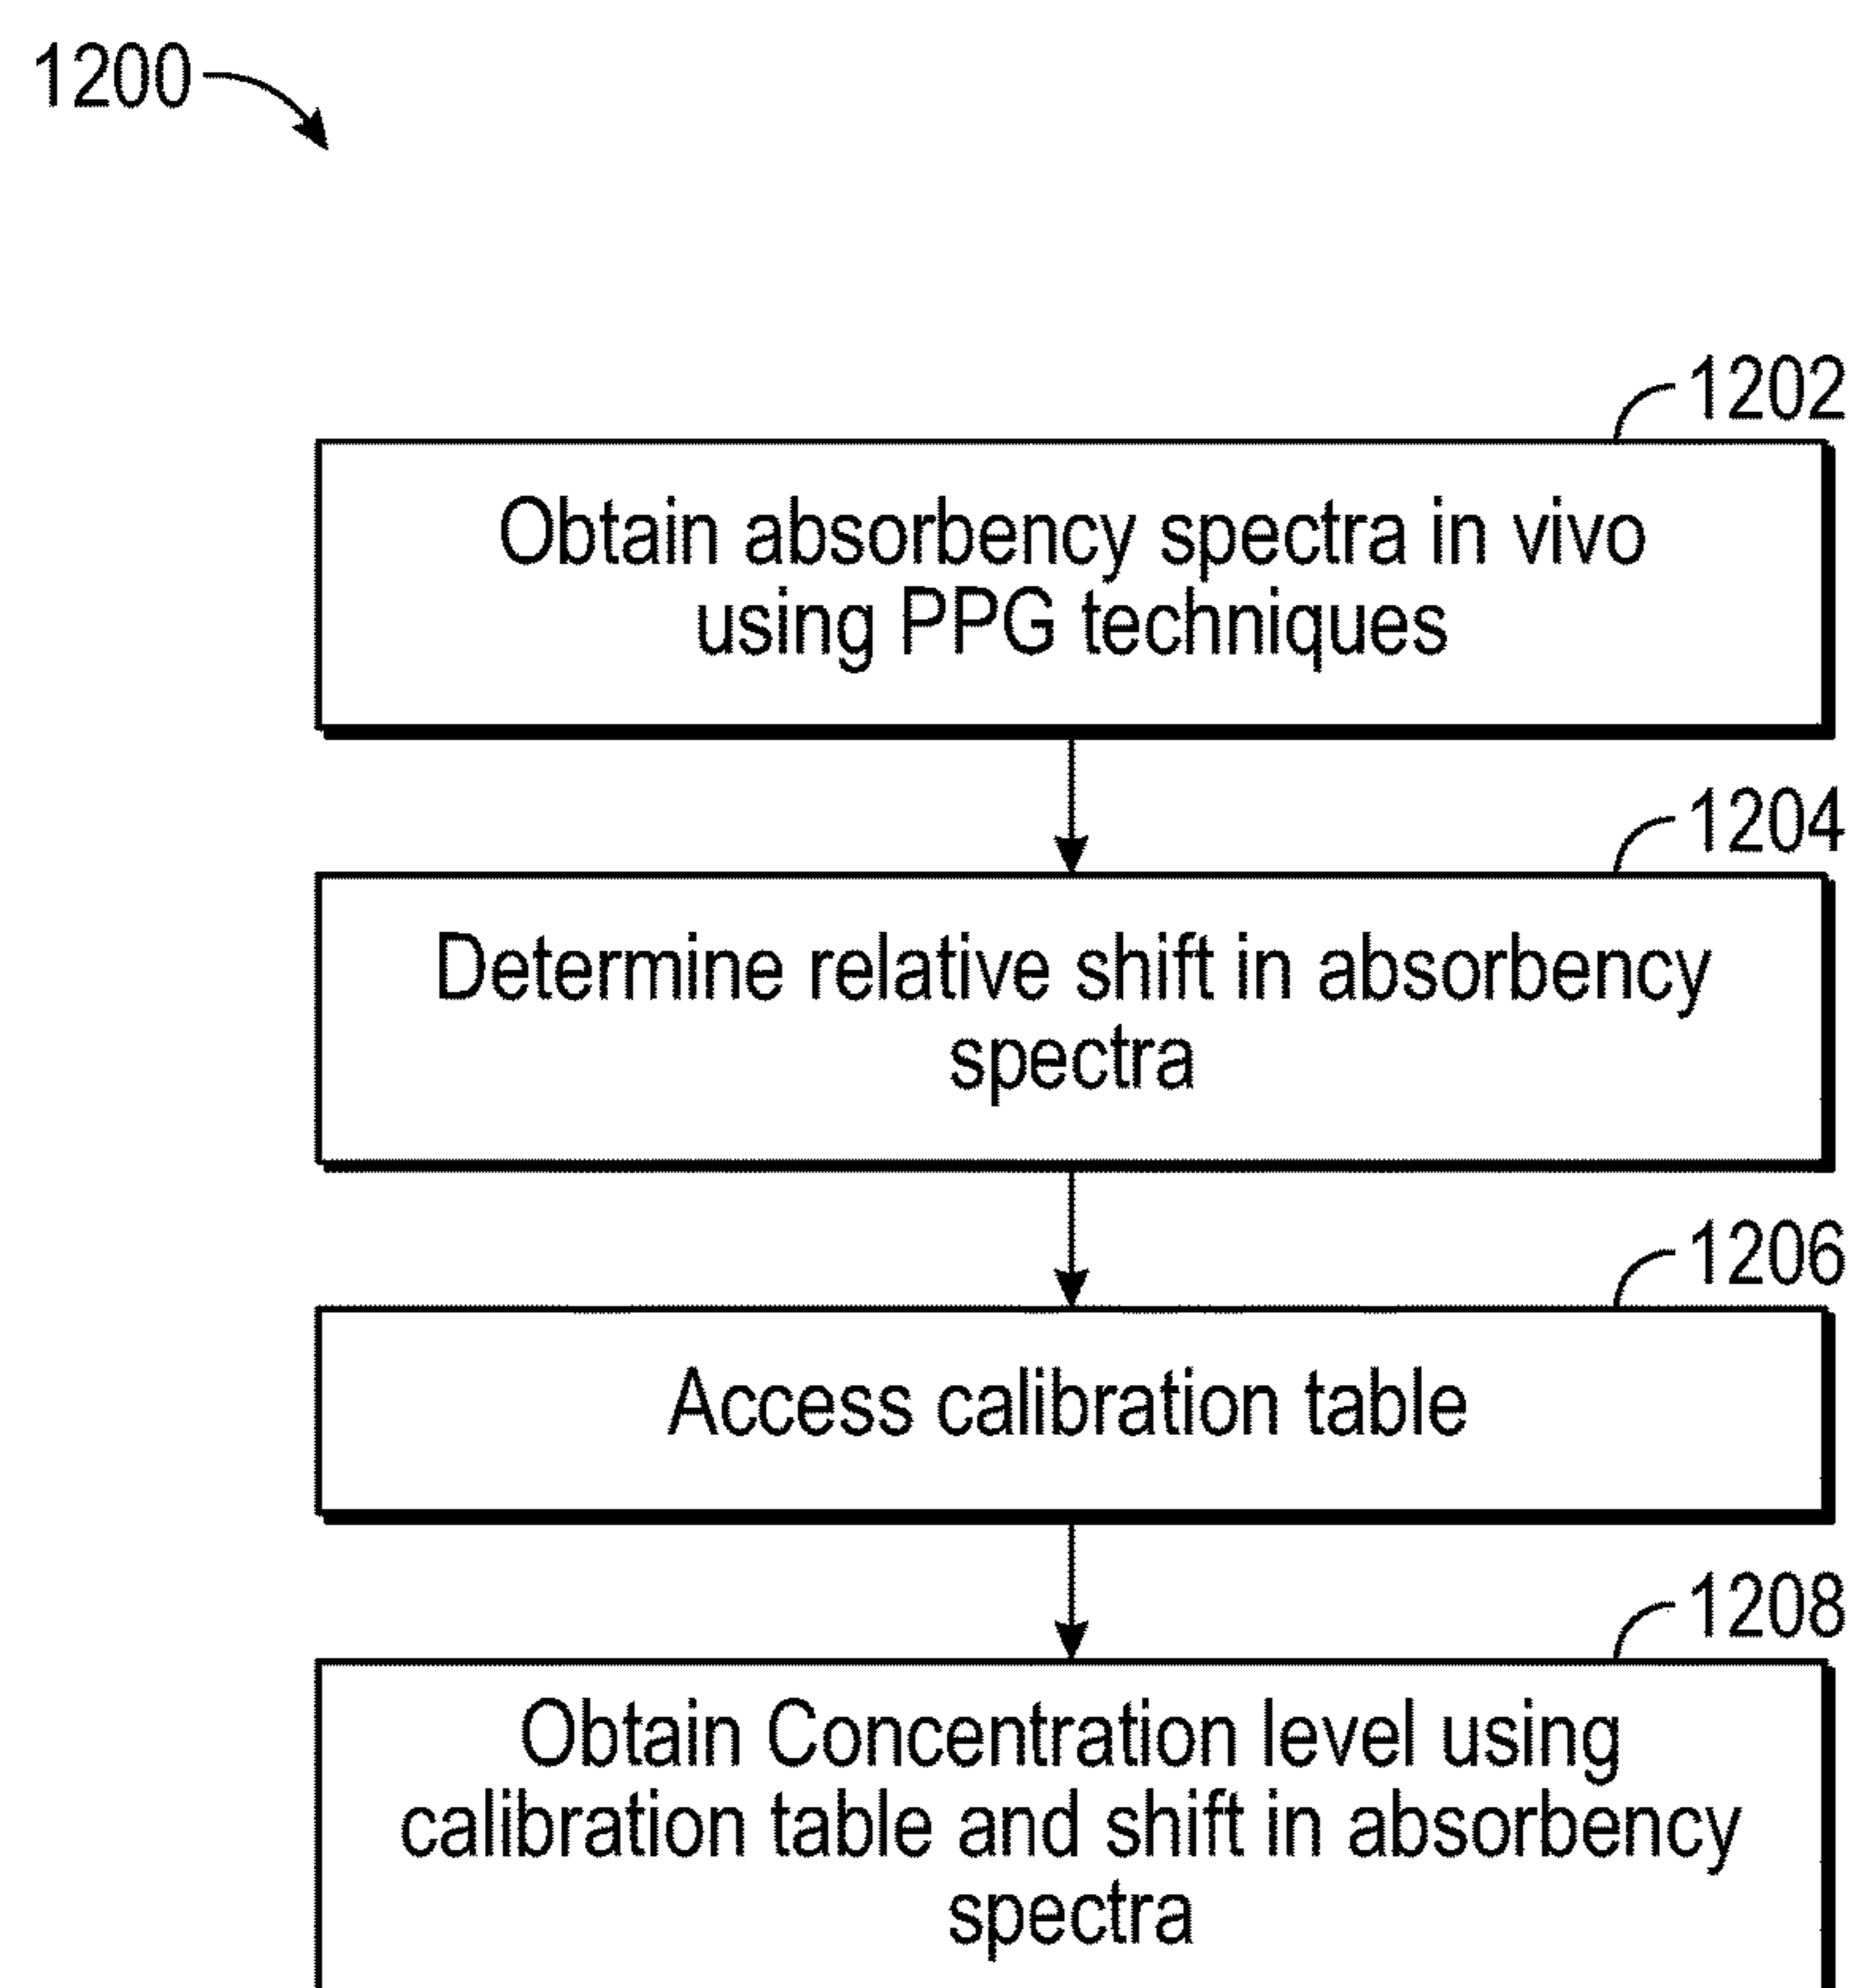 1200
1202
Obtain absorbency spectra in vivo
using PPG techniques
1204
Determine relative shift in absorbency
spectra
1206
Access calibration table
1208
Obtain Concentration level using
calibration table and shift in absorbency
spectra